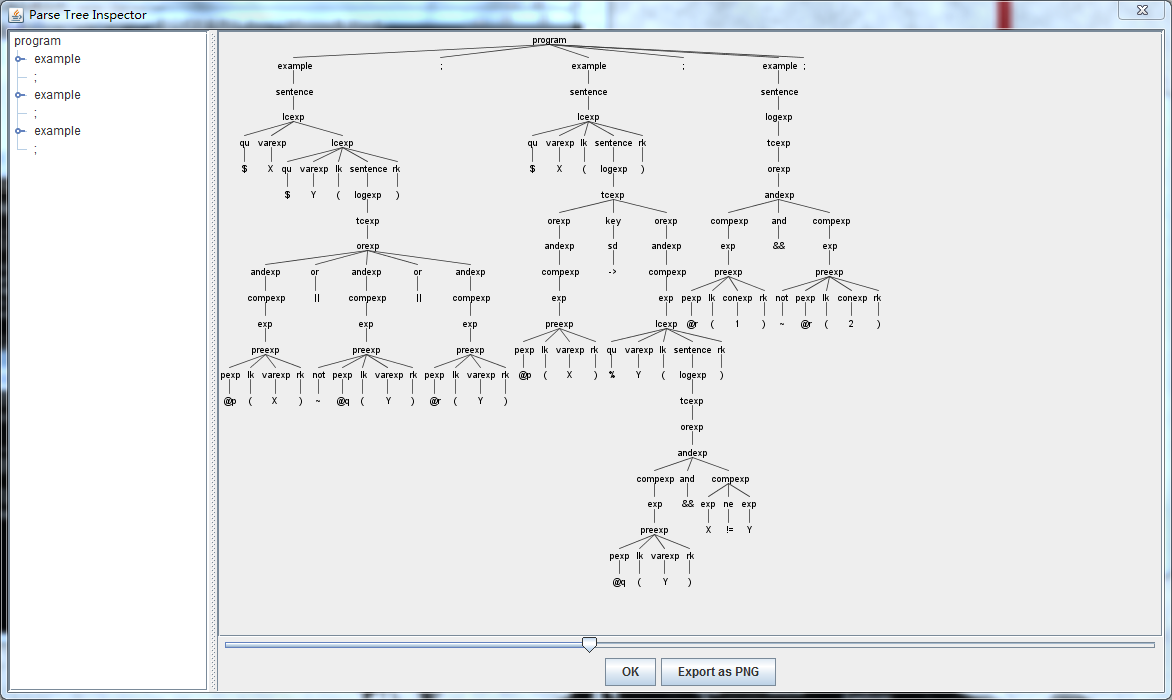 Parse Tree Inspector
program
example
;
example
;
example
;
program
example ; example ; example ;
sentence sentence sentence
lcexp lcexp logexp
qu varexp lcexp qu varexp lk sentence rk tcexp
$ X qu varexp lk sentence rk $ X ( logexp ) orexp
$ Y ( logexp ) tcexp andexp
tcexp orexp key orexp compexp and compexp
orexp andexp sd andexp exp && exp
andexp or andexp or andexp compexp -> compexp preexp preexp
compexp || compexp || compexp exp exp pexp lk conexp rk not pexp lk conexp rk
exp exp exp preexp lcexp @r ( 1 ) ~ @r ( 2 )
preexp preexp preexp pexp lk varexp rk qu varexp lk sentence rk
pexp lk varexp rk not pexp lk varexp rk pexp lk varexp rk @p ( X ) % Y ( logexp )
@p ( X ) ~ @q ( Y ) @r ( Y ) tcexp
orexp
andexp
compexp and compexp
exp && exp ne exp
preexp X != Y
pexp lk varexp rk
@q ( Y )
OK Export as PNG